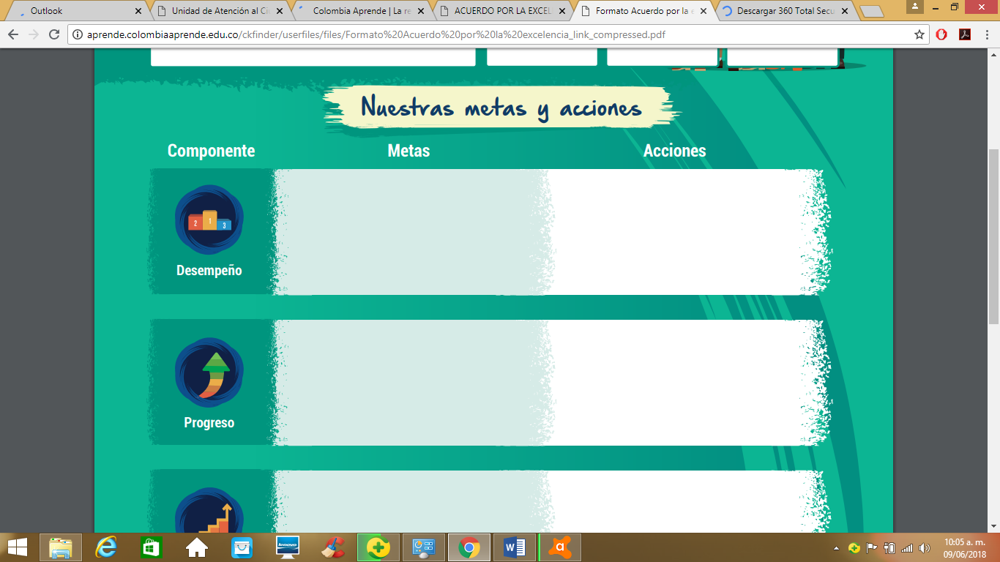 Outlook
Unidad de Atención al Ci
Colombia Aprende | La re
ACUERDO POR LA EXCEL
Formato Acuerdo por la e
Descargar 360 Total Secu
aprende.colombiaaprende.edu.co/ckfinder/userfiles/files/Formato%20Acuerdo%20por%20la%20excelencia_link_compressed.pdf
Nuestras metas y acciones
Componente Metas Acciones
2 1 3
Desempeño
Progreso
lenovo
10:05 a. m.
09/06/2018